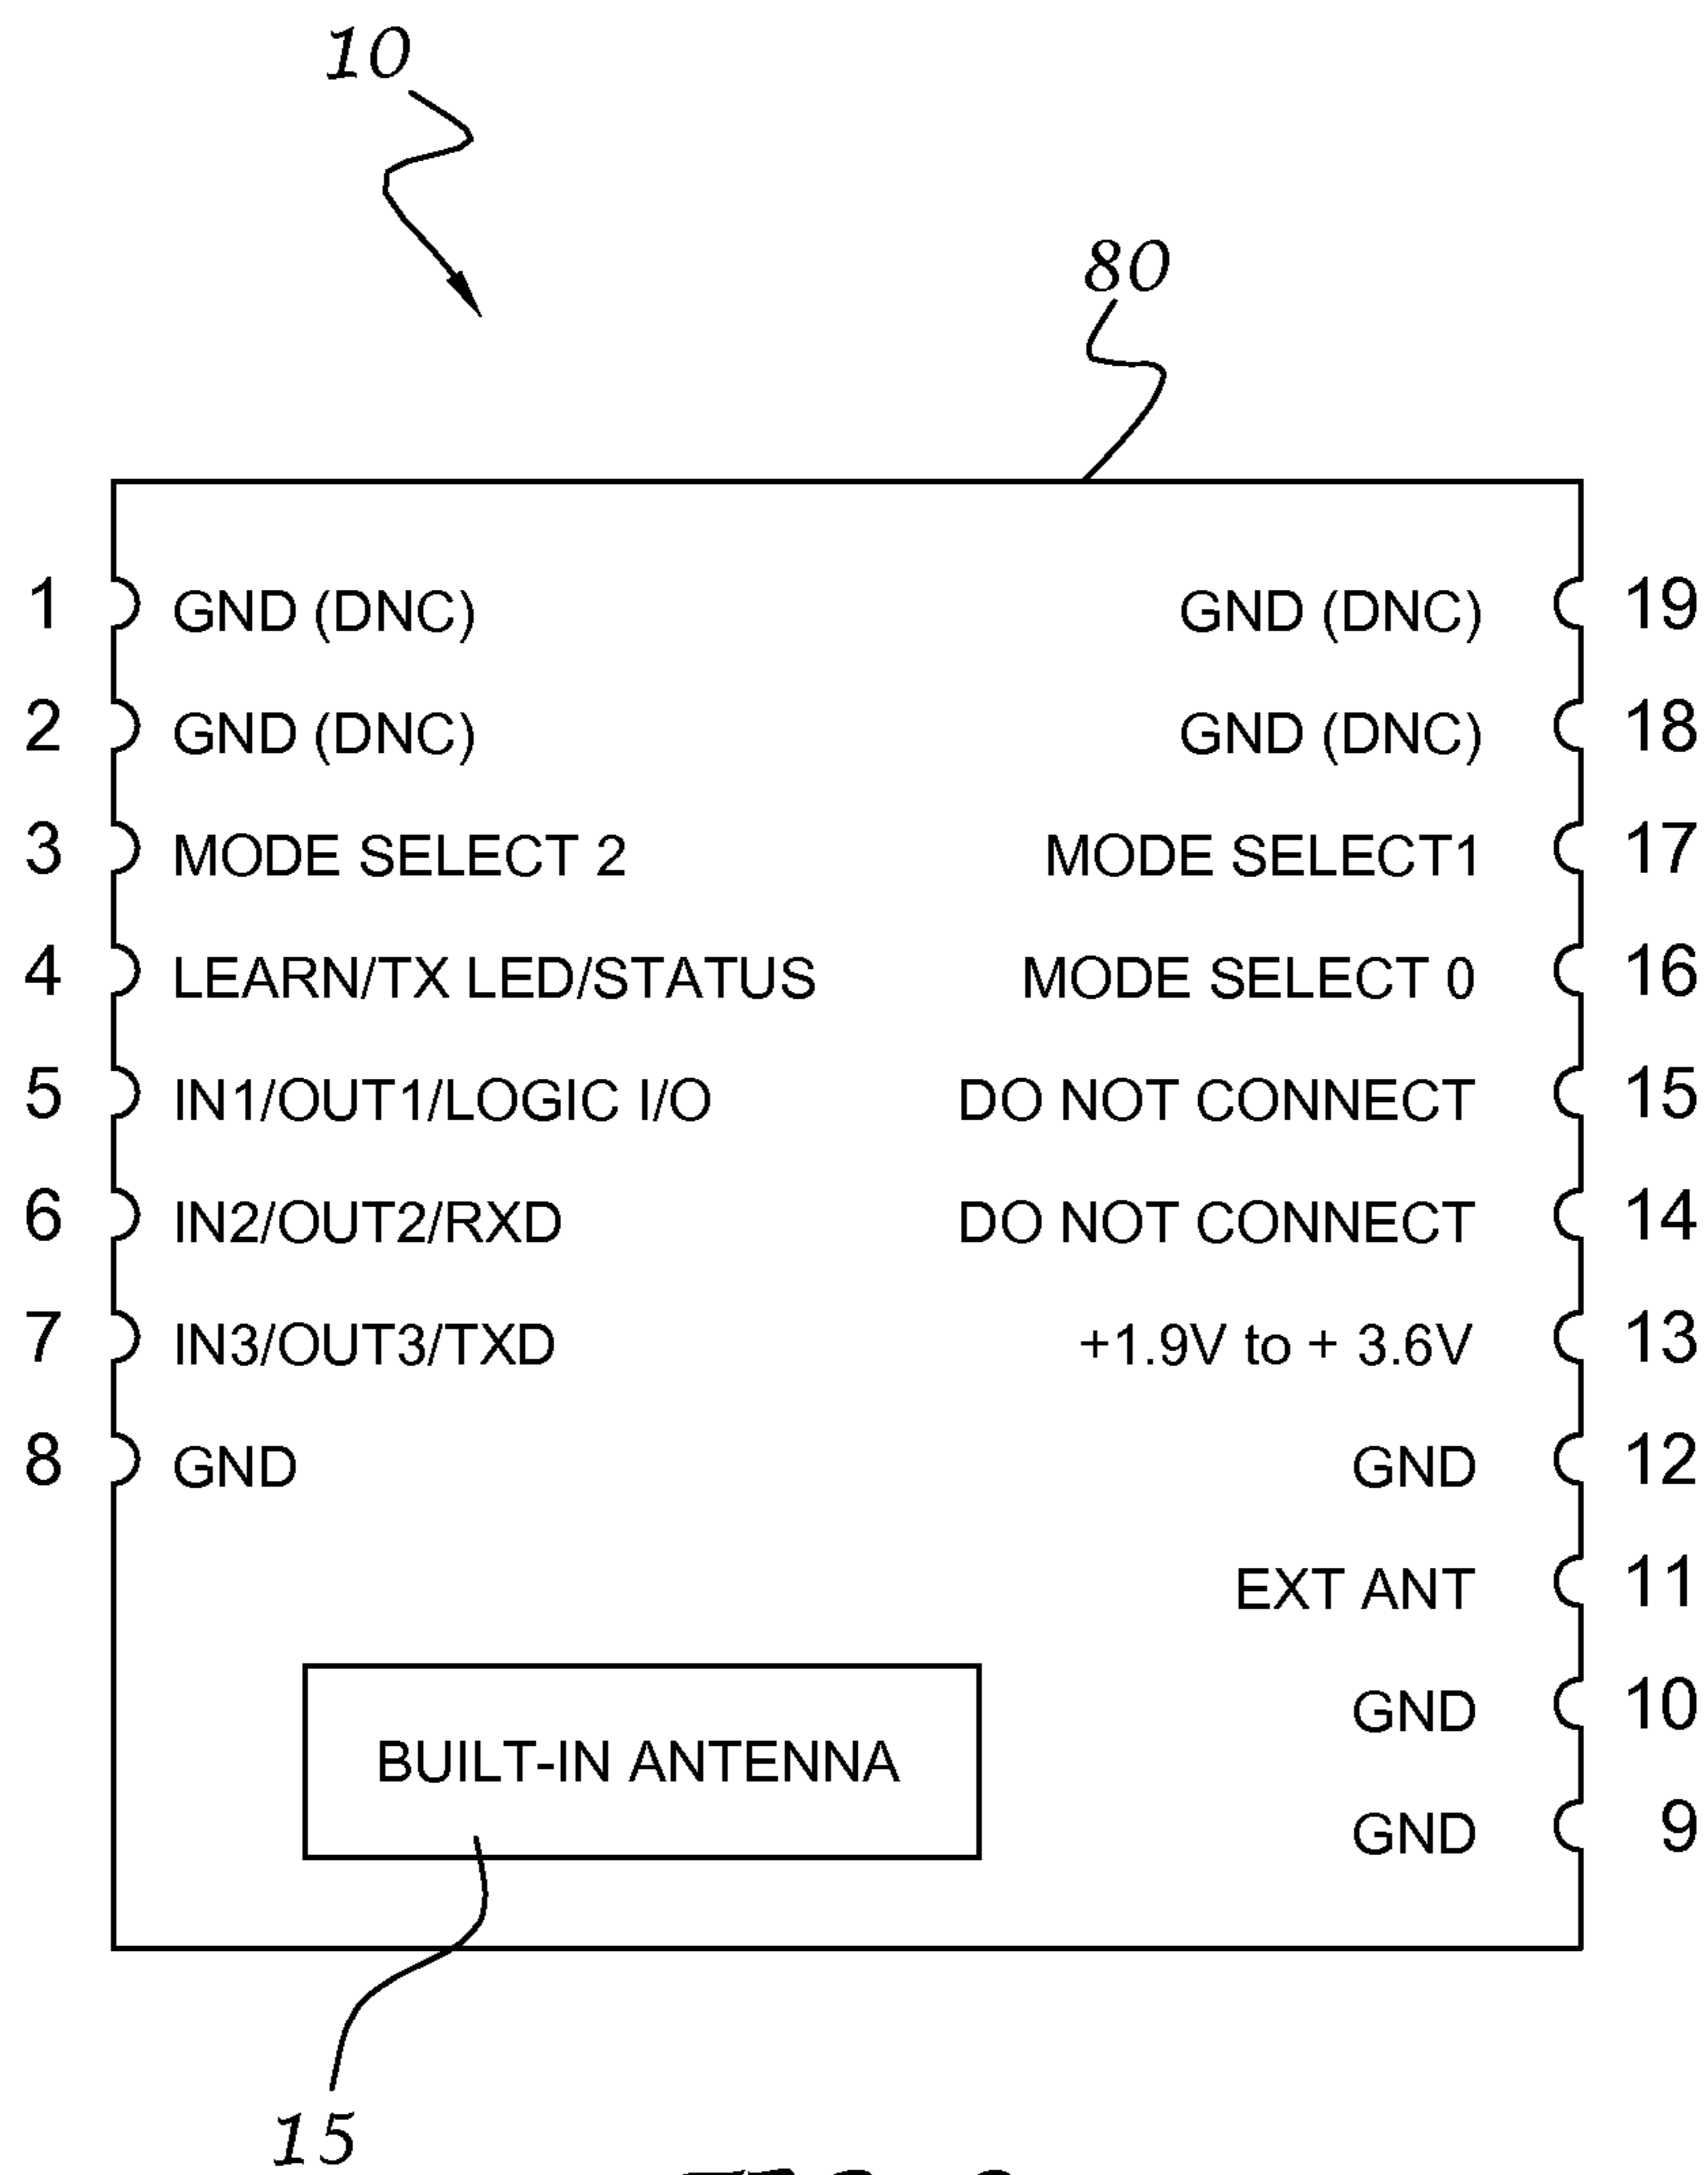 10
80
1 GND (DNC) GND (DNC) 19
2 GND (DNC) GND (DNC) 18
3 MODE SELECT 2 MODE SELECT1 17
4 LEARN/TX LED/STATUS MODE SELECT 0 16
5 IN1/OUT1/LOGIC I/O DO NOT CONNECT 15
6 IN2/OUT2/RXD DO NOT CONNECT 14
7 IN3/OUT3/TXD +1.9V to + 3.6V 13
8 GND GND 12
EXT ANT 11
GND 10
BUILT-IN ANTENNA
GND 9
15